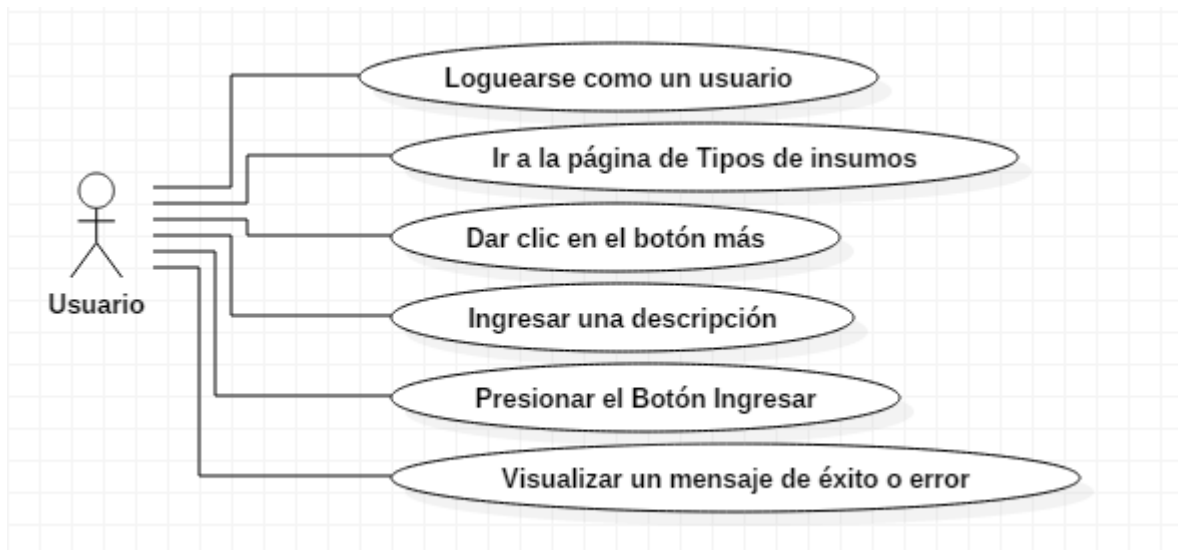 Loguearse como un usuario
Ir a la página de Tipos de insumos
Dar clic en el botón más
Usuario
Ingresar una descripción
Presionar el Botón Ingresar
Visualizar un mensaje de éxito o error